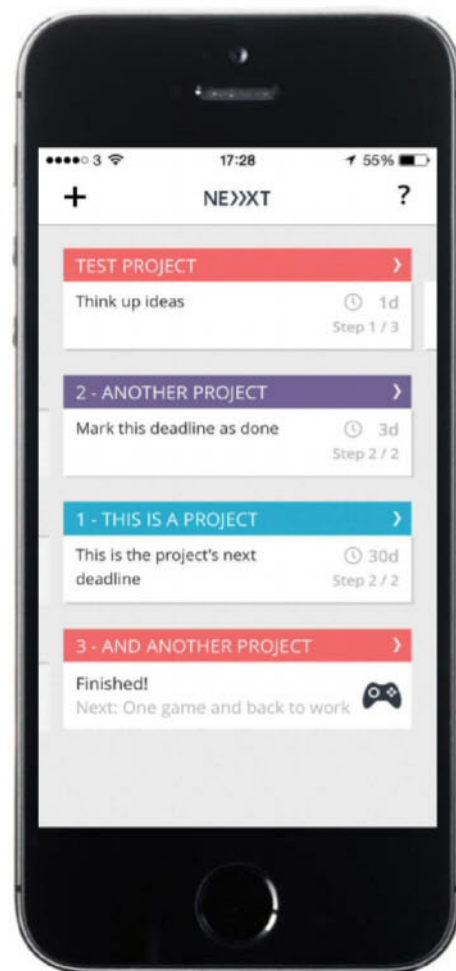 3 17:28 55%
+ NE»XT ?
TEST PROJECT
Think up ideas 1d
Step 1 / 3
2 - ANOTHER PROJECT
Mark this deadline as done 3d
Step 2 / 2
1 - THIS IS A PROJECT
This is the project's next 30d
deadline Step 2 / 2
3 - AND ANOTHER PROJECT
Finished!
Next: One game and back to work